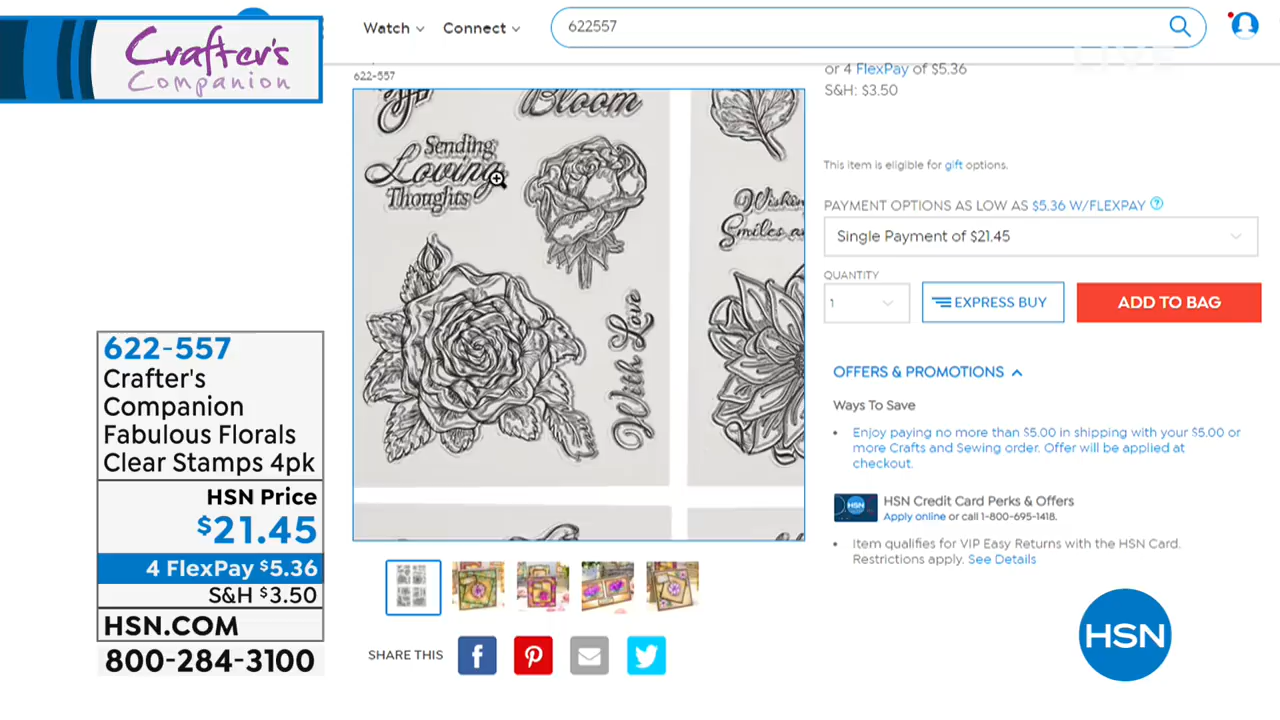 Crafter's
Companion
Watch
Connect
622557
LIVE
622-557
or 4 FlexPay of $5.36
S&H: $3.50
Bloom
Sending
Loving
Thoughts
With Love
Smiles
This item is eligible for gift options.
PAYMENT OPTIONS AS LOW AS $5.36 W/FLEXPAY ?
Single Payment of $21.45
QUANTITY
1
EXPRESS BUY
ADD TO BAG
OFFERS & PROMOTIONS
Ways To Save
• Enjoy paying no more than $5.00 in shipping with your $5.00 or
more Crafts and Sewing order. Offer will be applied at
checkout.
HSN
HSN Credit Card Perks & Offers
Apply online or call 1-800-695-1418.
• Item qualifies for VIP Easy Returns with the HSN Card.
Restrictions apply. See Details
622-557
Crafter's
Companion
Fabulous Florals
Clear Stamps 4pk
HSN Price
$21.45
4 FlexPay $5.36
S&H $3.50
HSN.COM
800-284-3100
SHARE THIS
HSN